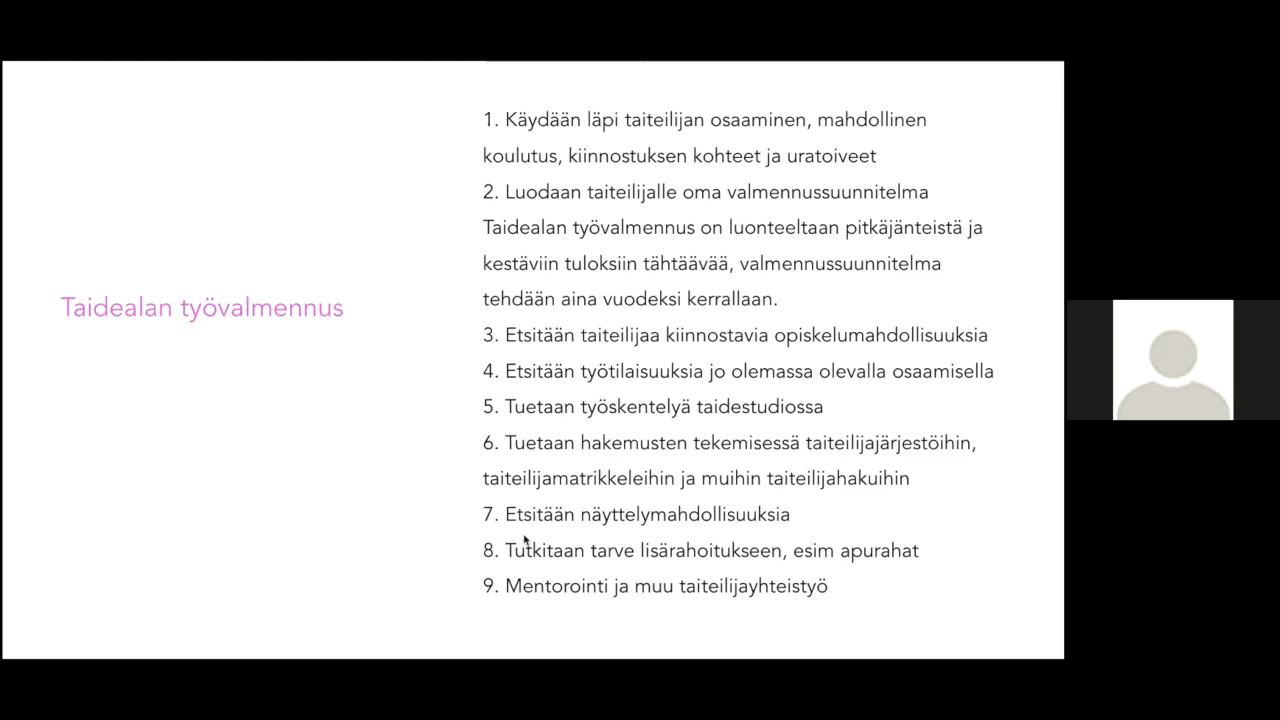 Taidealan työvalmennus
1. Käydään läpi taiteilijan osaaminen, mahdollinen
koulutus, kiinnostuksen kohteet ja uratoiveet
2. Luodaan taiteilijalle oma valmennussuunnitelma
Taidealan työvalmennus on luonteeltaan pitkäjänteistä ja
kestäviin tuloksiin tähtäävää, valmennussuunnitelma
tehdään aina vuodeksi kerrallaan.
3. Etsitään taiteilijaa kiinnostavia opiskelumahdollisuuksia
4. Etsitään työtilaisuuksia jo olemassa olevalla osaamisella
5. Tuetaan työskentelyä taidestudiossa
6. Tuetaan hakemusten tekemisessä taiteilijajärjestöihin,
taiteilijamatrikkeleihin ja muihin taiteilijahakuihin
7. Etsitään näyttelymahdollisuuksia
8. Tutkitaan tarve lisärahoitukseen, esim apurahat
9. Mentorointi ja muu taiteilijayhteistyö